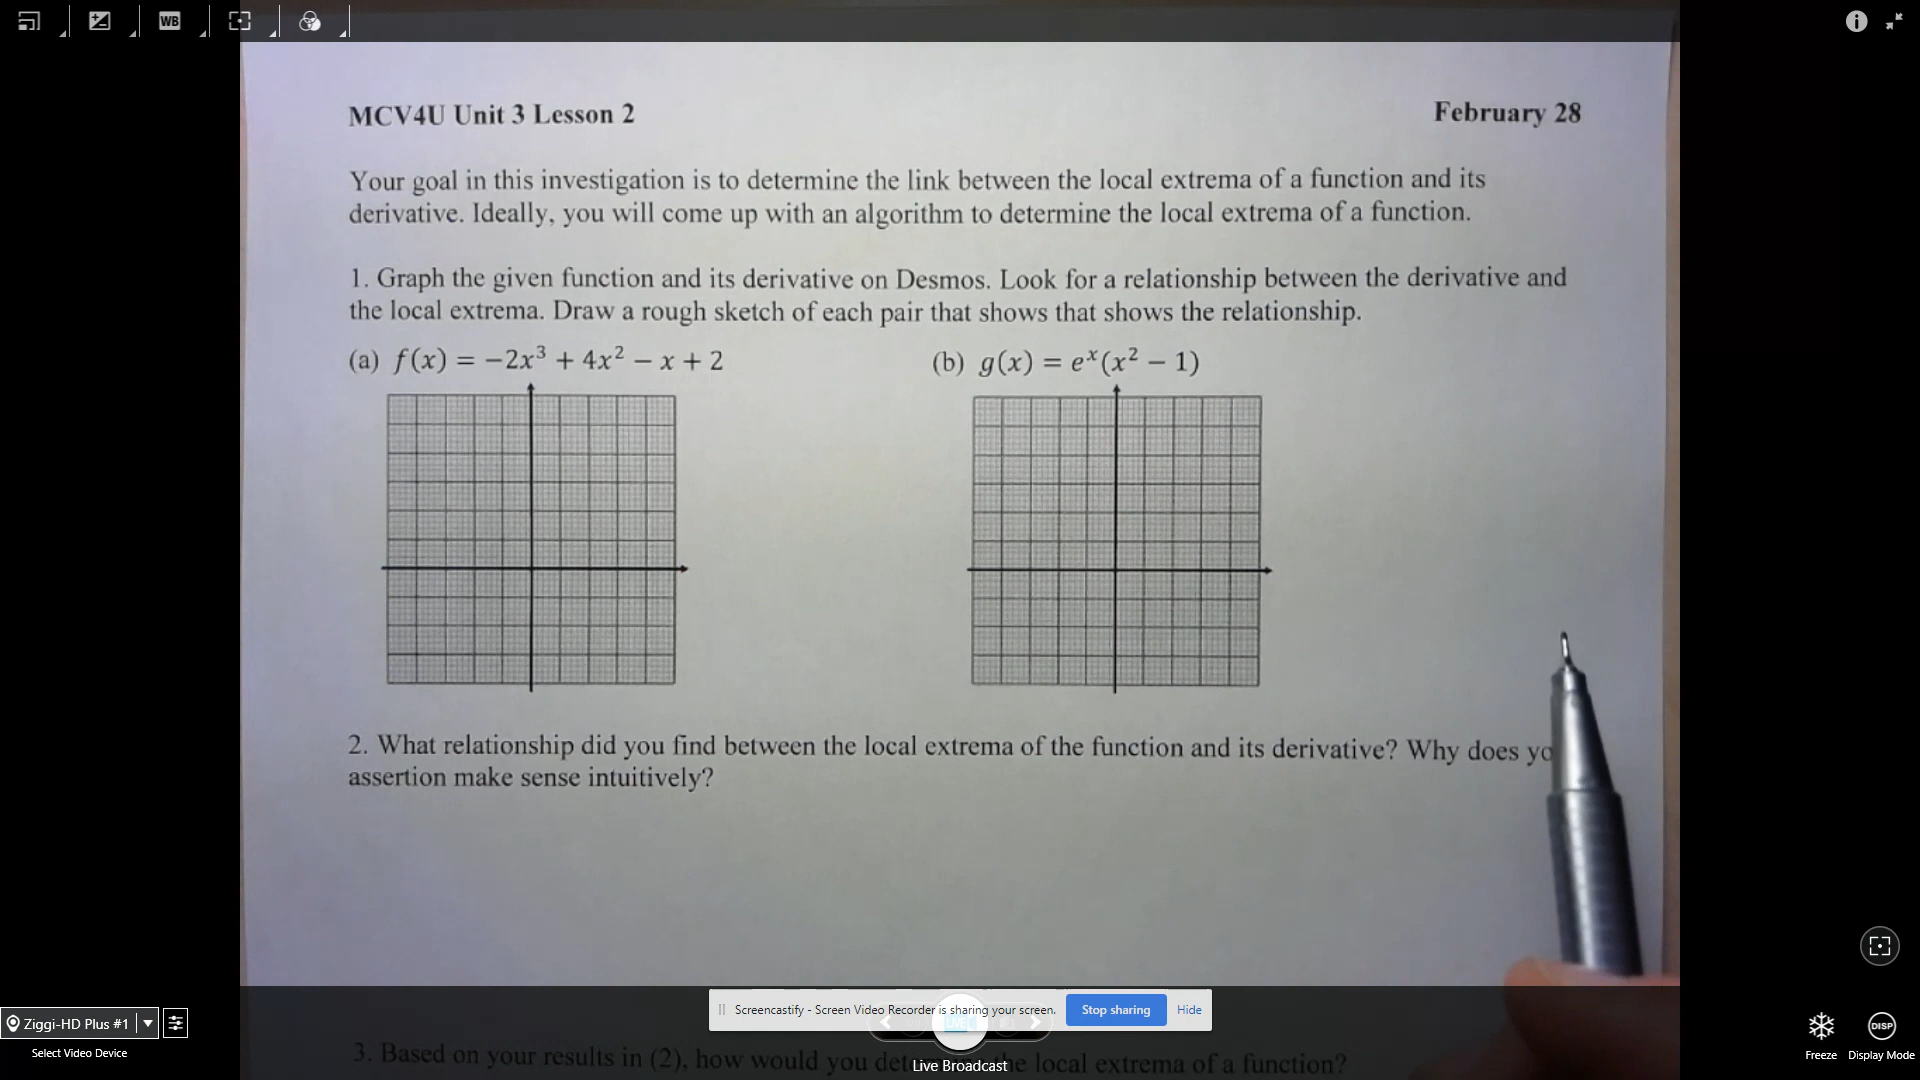 WB
MCV4U Unit 3 Lesson 2
February 28
Your goal in this investigation is to determine the link between the local extrema of a function and its
derivative. Ideally, you will come up with an algorithm to determine the local extrema of a function.
1. Graph the given function and its derivative on Desmos. Look for a relationship between the derivative and
the local extrema. Draw a rough sketch of each pair that shows that shows the relationship.
(a) f(x) = −2x³ + 4x² − x + 2
(b) g(x) = eˣ(x² − 1)
2. What relationship did you find between the local extrema of the function and its derivative? Why does yo
assertion make sense intuitively?
Screencastify - Screen Video Recorder is sharing your screen.
Stop sharing
Hide
Ziggi-HD Plus #1
Select Video Device
3. Based on your results in (2), how would you det the local extrema of a function?
Live Broadcast
DISP
Freeze
Display Mode